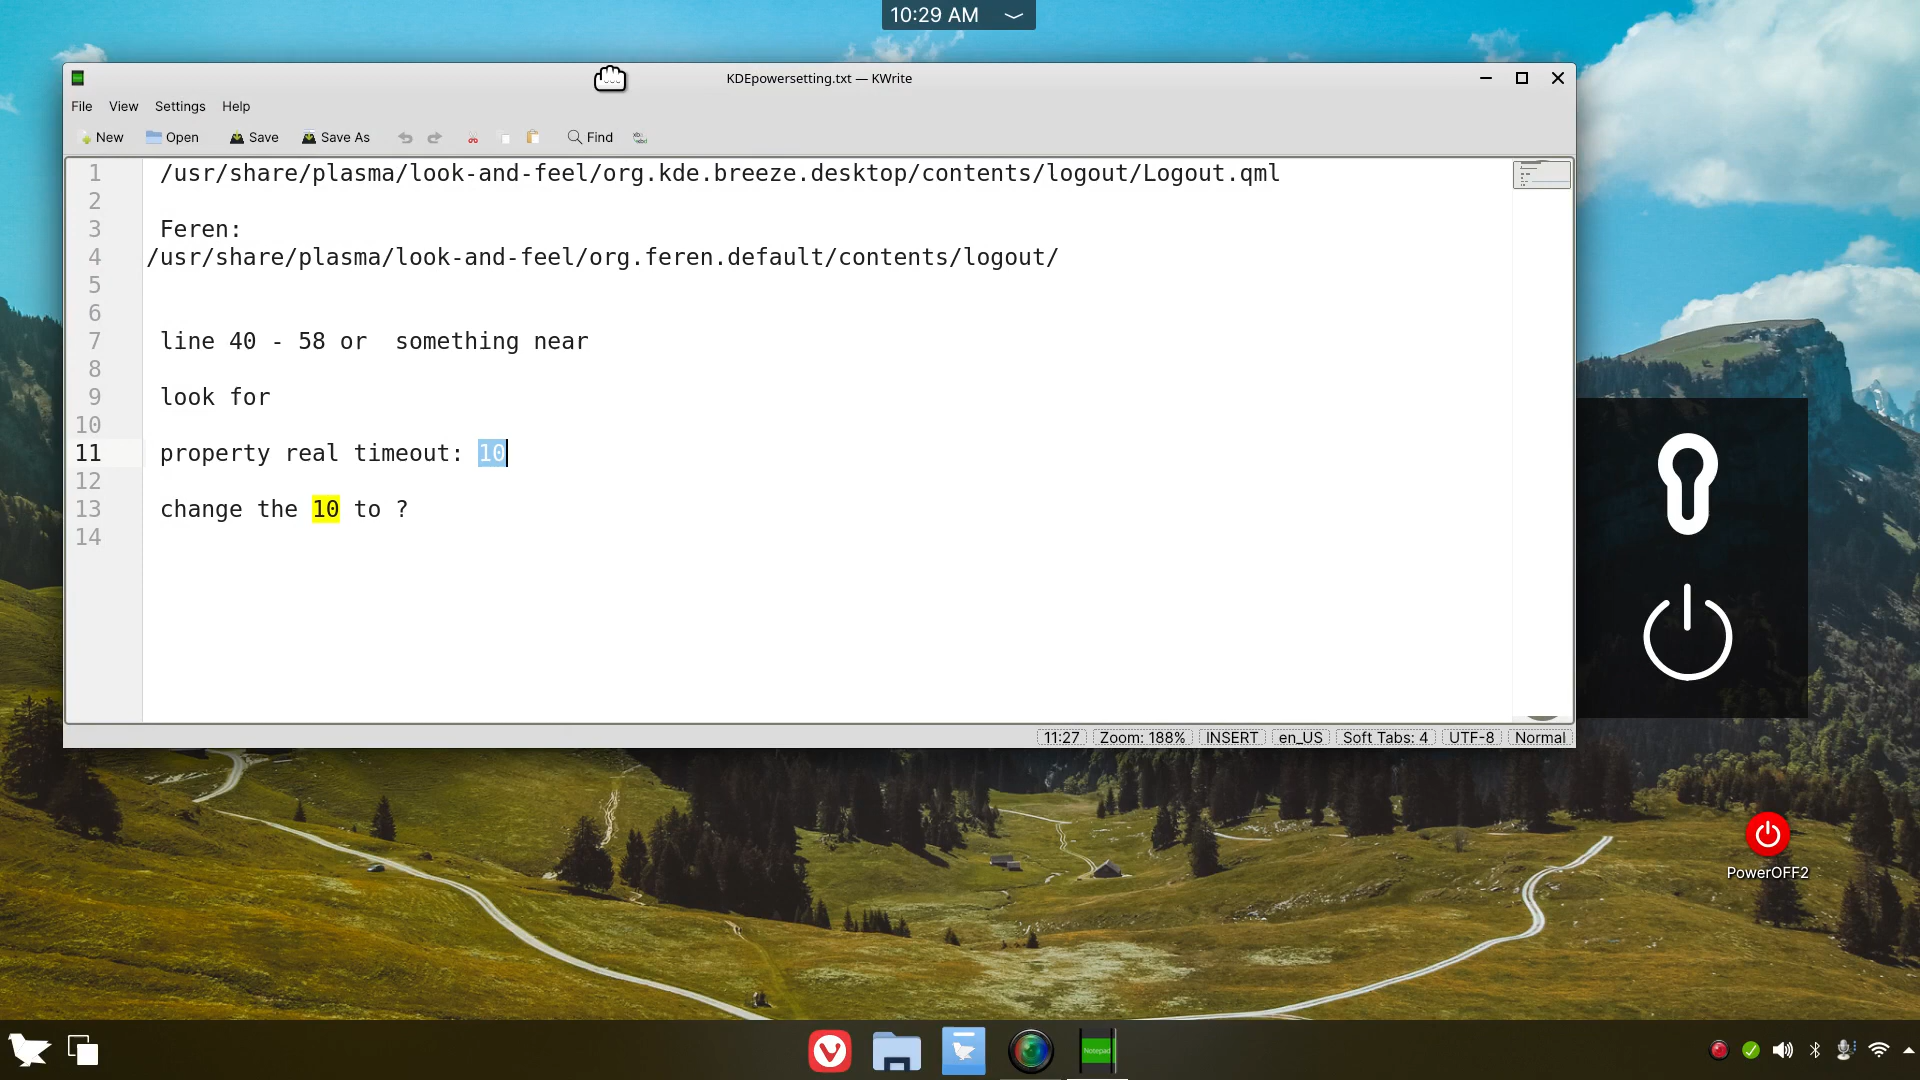 10:29 AM
KDEpowersetting.txt — KWrite
File View Settings Help
New Open Save Save As Find
1 /usr/share/plasma/look-and-feel/org.kde.breeze.desktop/contents/logout/Logout.qml
2
3 Feren:
4 /usr/share/plasma/look-and-feel/org.feren.default/contents/logout/
5
6
7 line 40 - 58 or  something near
8
9 look for
10
11 property real timeout: 10
12
13 change the 10 to ?
14
11:27 Zoom: 188% INSERT en_US Soft Tabs: 4 UTF-8 Normal
PowerOFF2
Notepad